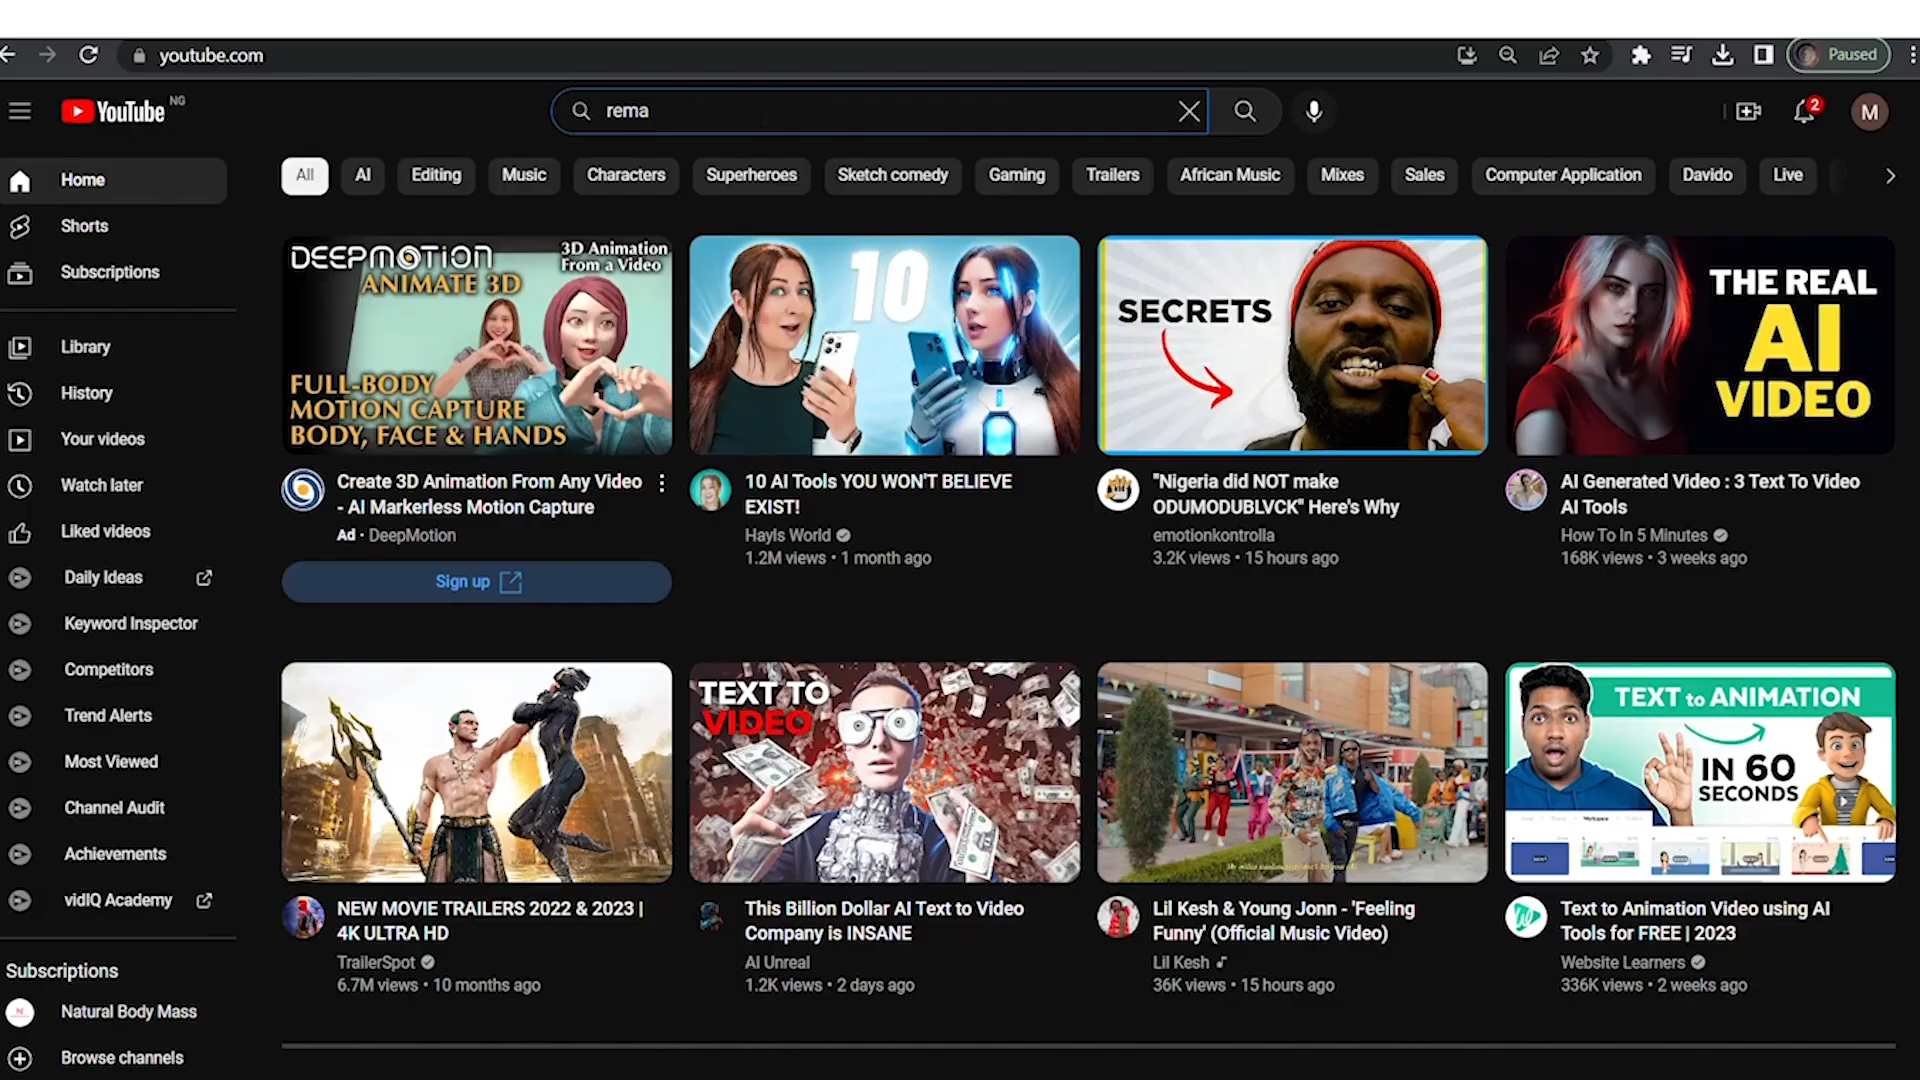 youtube.com
Paused
YouTube NG
rema
2
M
All
AI
Editing
Music
Characters
Superheroes
Sketch comedy
Gaming
Trailers
African Music
Mixes
Sales
Computer Application
Davido
Live
Home
Shorts
Subscriptions
Library
History
Your videos
Watch later
Liked videos
Daily Ideas
Keyword Inspector
Competitors
Trend Alerts
Most Viewed
Channel Audit
Achievements
vidIQ Academy
Subscriptions
Natural Body Mass
Browse channels
DEEPMOTION
ANIMATE 3D
3D Animation
From a Video
FULL-BODY
MOTION CAPTURE
BODY, FACE & HANDS
Create 3D Animation From Any Video
- AI Markerless Motion Capture
Ad · DeepMotion
Sign up
10
10 AI Tools YOU WON'T BELIEVE
EXIST!
Hayls World
1.2M views • 1 month ago
SECRETS
"Nigeria did NOT make
ODUMODUBLVCK" Here's Why
emotionkontrolla
3.2K views • 15 hours ago
THE REAL
AI
VIDEO
AI Generated Video : 3 Text To Video
AI Tools
How To In 5 Minutes
168K views • 3 weeks ago
NEW MOVIE TRAILERS 2022 & 2023 |
4K ULTRA HD
TrailerSpot
6.7M views • 10 months ago
TEXT TO
VIDEO
This Billion Dollar AI Text to Video
Company is INSANE
AI Unreal
1.2K views • 2 days ago
Lil Kesh & Young Jonn - 'Feeling
Funny' (Official Music Video)
Lil Kesh
36K views • 15 hours ago
TEXT to ANIMATION
IN 60
SECONDS
Text to Animation Video using AI
Tools for FREE | 2023
Website Learners
336K views • 2 weeks ago